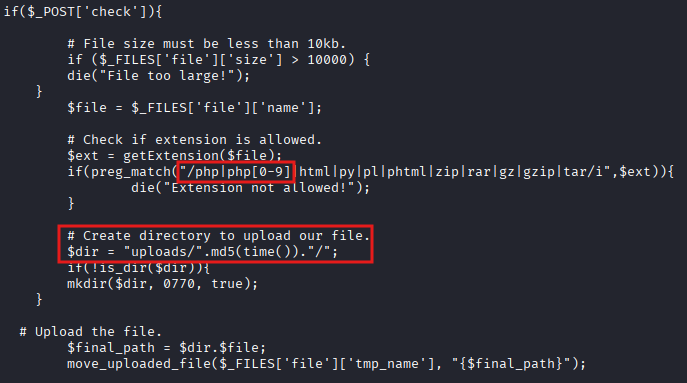 if($_POST['check']){
# File size must be less than 10kb.
if ($_FILES['file']['size'] > 10000) {
die("File too large!");
}
$file = $_FILES['file']['name'];
# Check if extension is allowed.
$ext = getExtension($file);
if(preg_match("/php|php[0-9]|html|py|pl|phtml|zip|rar|gz|gzip|tar/i",$ext)){
die("Extension not allowed!");
}
# Create directory to upload our file.
$dir = "uploads/".md5(time())."/";
if(!is_dir($dir)){
mkdir($dir, 0770, true);
}
# Upload the file.
$final_path = $dir.$file;
move_uploaded_file($_FILES['file']['tmp_name'], "{$final_path}");